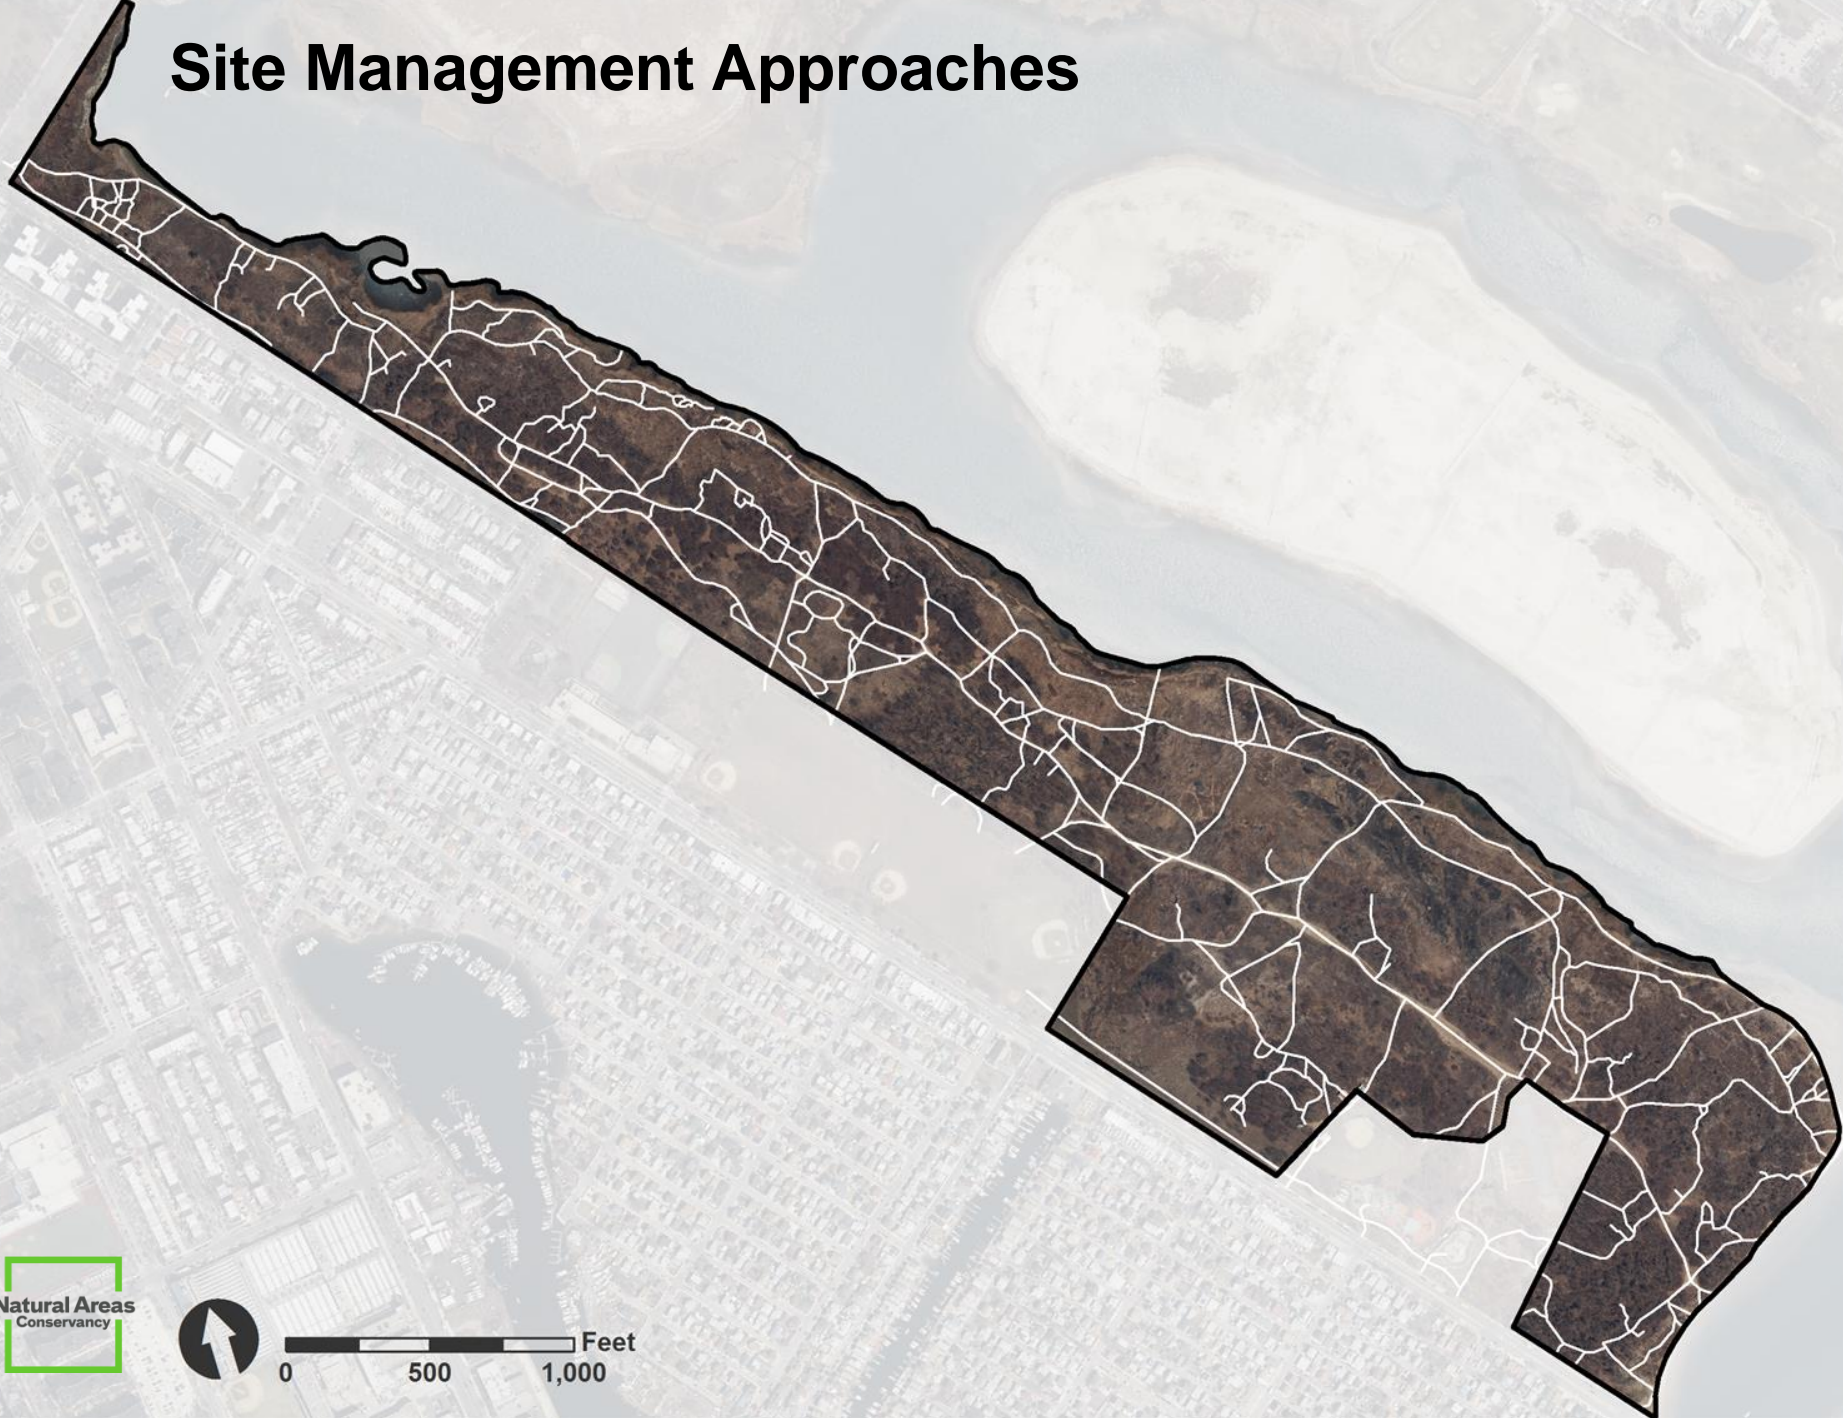 Site Management Approaches
Natural Areas
Conservancy
Feet
0 500 1,000